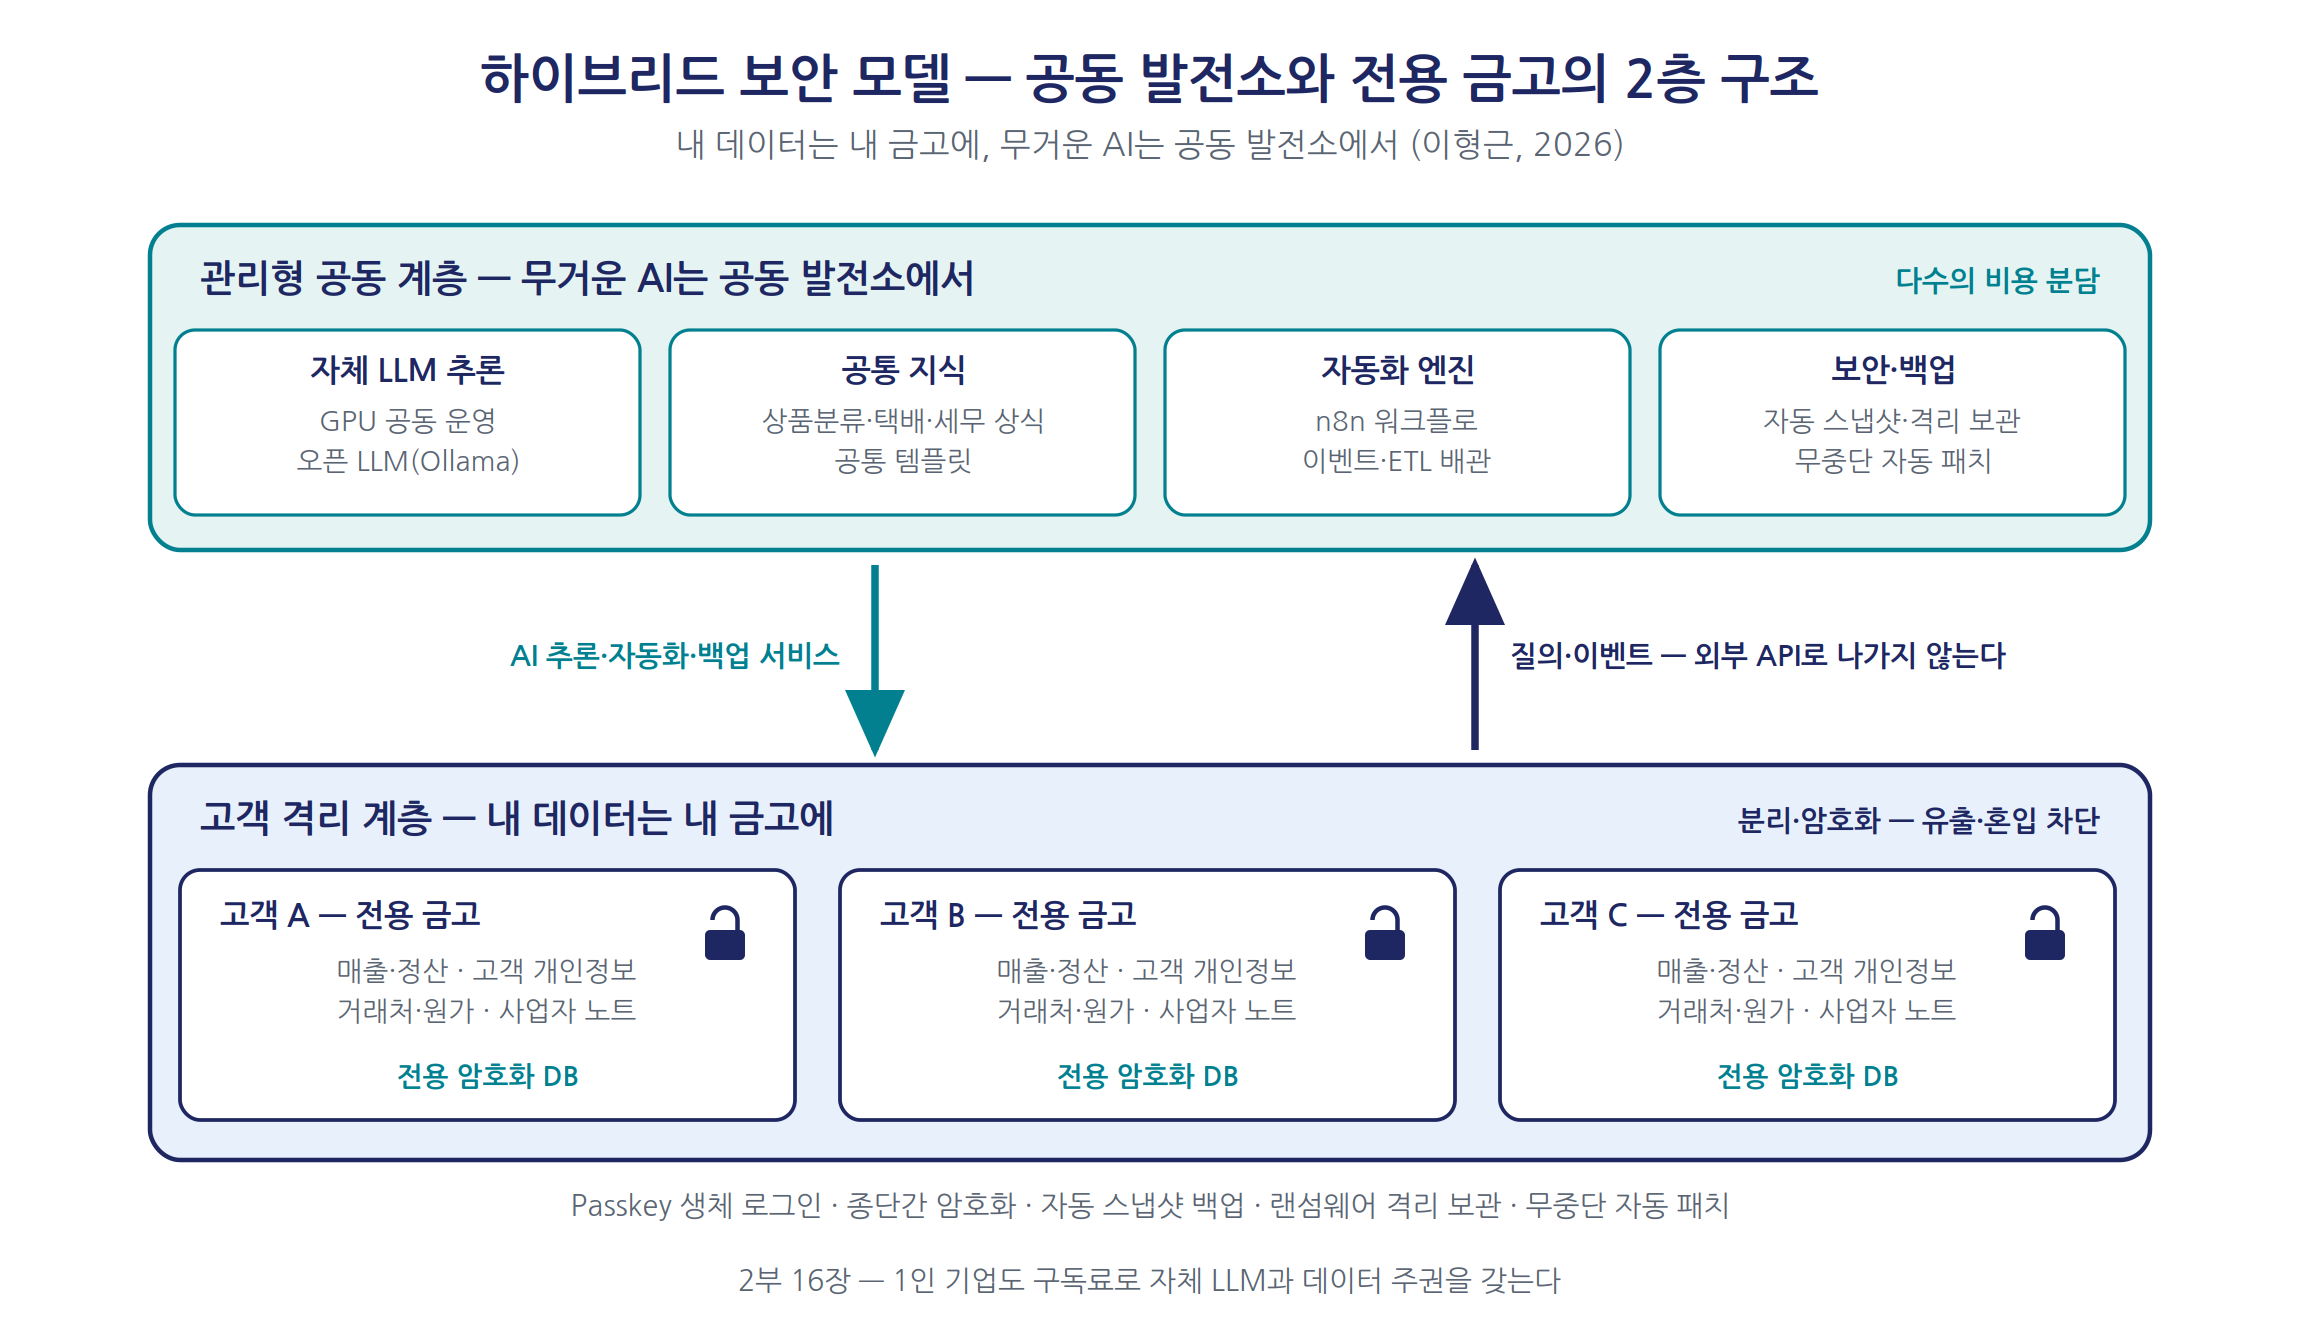 하이브리드 보안 모델 — 공동 발전소와 전용 금고의 2층 구조
내 데이터는 내 금고에, 무거운 AI는 공동 발전소에서 (이형근, 2026)
관리형 공동 계층 — 무거운 AI는 공동 발전소에서
다수의 비용 분담
자체 LLM 추론
GPU 공동 운영
오픈 LLM(Ollama)
공통 지식
상품분류·택배·세무 상식
공통 템플릿
자동화 엔진
n8n 워크플로
이벤트·ETL 배관
보안·백업
자동 스냅샷·격리 보관
무중단 자동 패치
AI 추론·자동화·백업 서비스
질의·이벤트 — 외부 API로 나가지 않는다
고객 격리 계층 — 내 데이터는 내 금고에
분리·암호화 — 유출·혼입 차단
고객 A — 전용 금고
매출·정산 · 고객 개인정보
거래처·원가 · 사업자 노트
전용 암호화 DB
고객 B — 전용 금고
매출·정산 · 고객 개인정보
거래처·원가 · 사업자 노트
전용 암호화 DB
고객 C — 전용 금고
매출·정산 · 고객 개인정보
거래처·원가 · 사업자 노트
전용 암호화 DB
Passkey 생체 로그인 · 종단간 암호화 · 자동 스냅샷 백업 · 랜섬웨어 격리 보관 · 무중단 자동 패치
2부 16장 — 1인 기업도 구독료로 자체 LLM과 데이터 주권을 갖는다